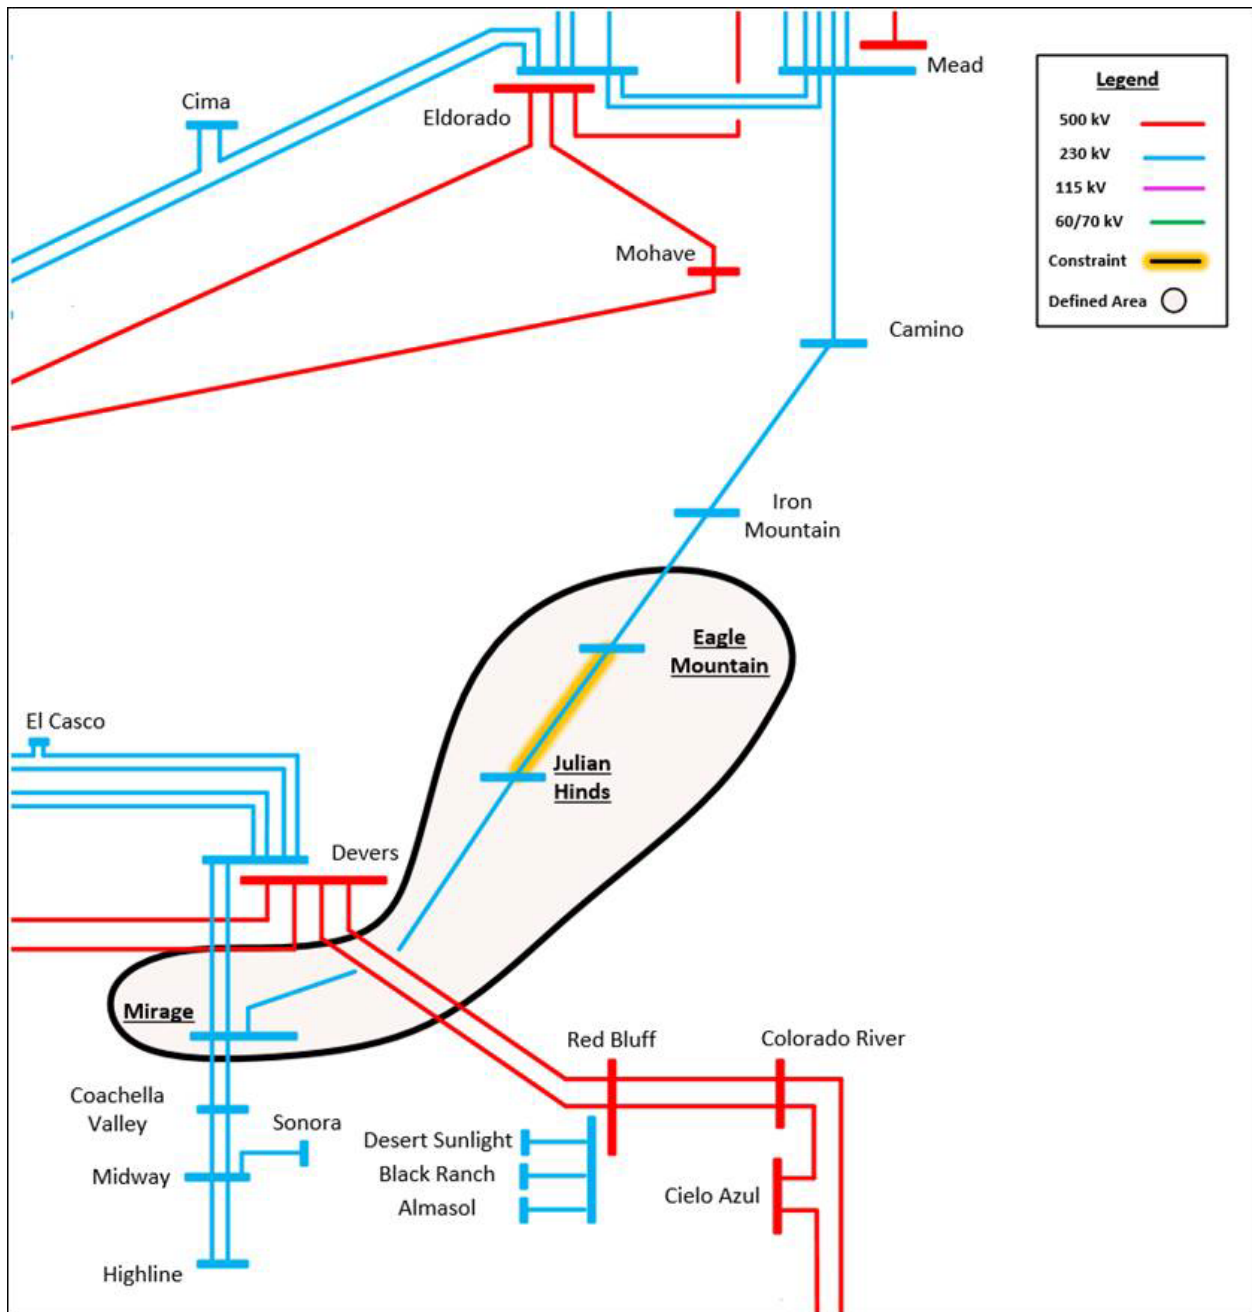 Cima
Eldorado
Mead
Legend
500 kV
230 kV
115 kV
60/70 kV
Constraint
Defined Area
Mohave
Camino
Iron
Mountain
Eagle
Mountain
El Casco
Julian
Hinds
Devers
Mirage
Red Bluff
Colorado River
Coachella
Valley
Sonora
Desert Sunlight
Midway
Black Ranch
Cielo Azul
Almasol
Highline